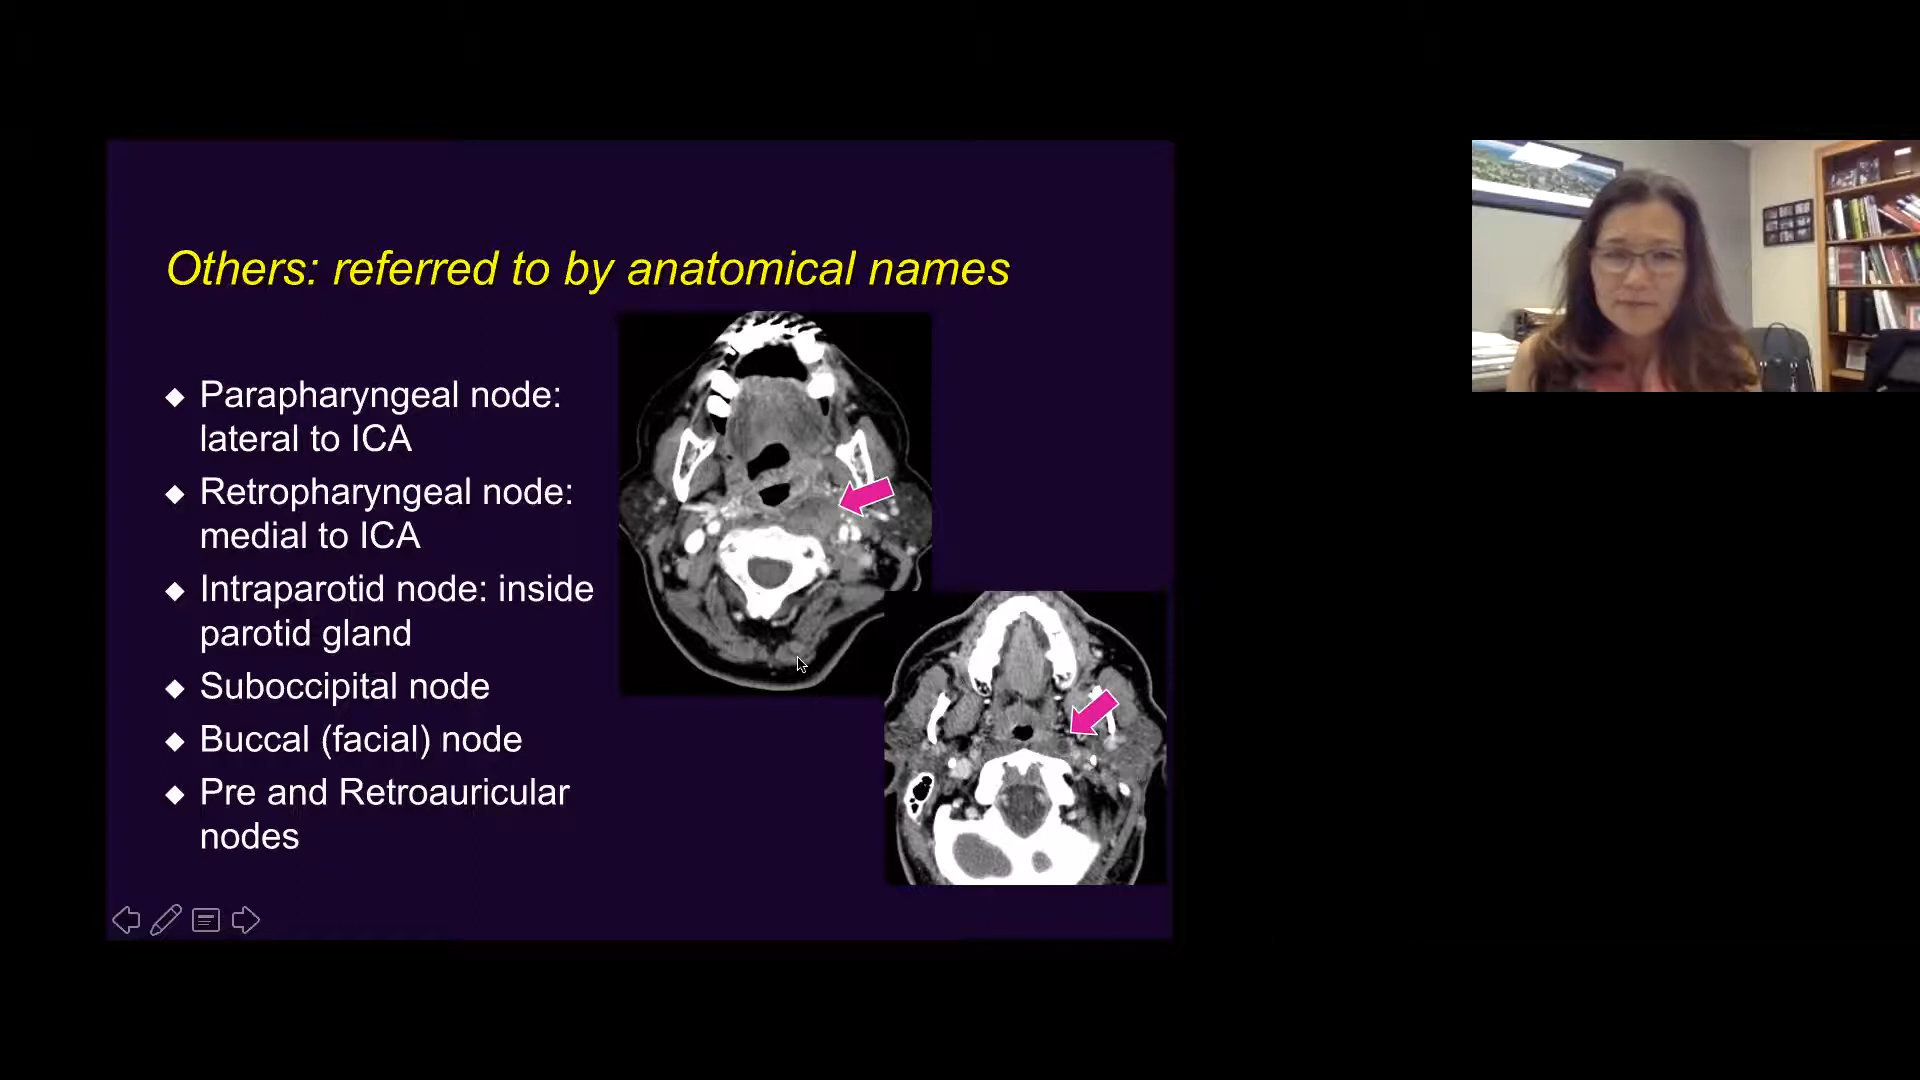 Others: referred to by anatomical names
◆ Parapharyngeal node:
lateral to ICA
◆ Retropharyngeal node:
medial to ICA
◆ Intraparotid node: inside
parotid gland
◆ Suboccipital node
◆ Buccal (facial) node
◆ Pre and Retroauricular
nodes